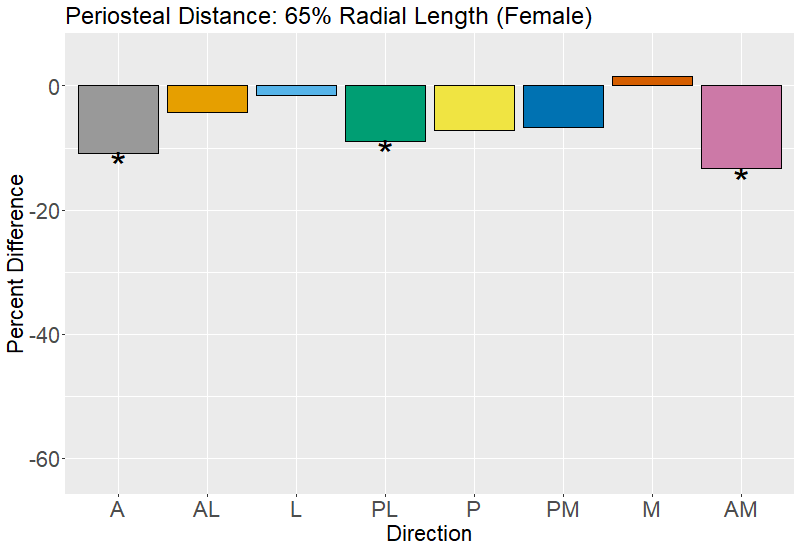 Periosteal Distance: 65% Radial Length (Female)
Percent Difference
0
-20
-40
-60
* * *
A AL L PL P PM M AM
Direction